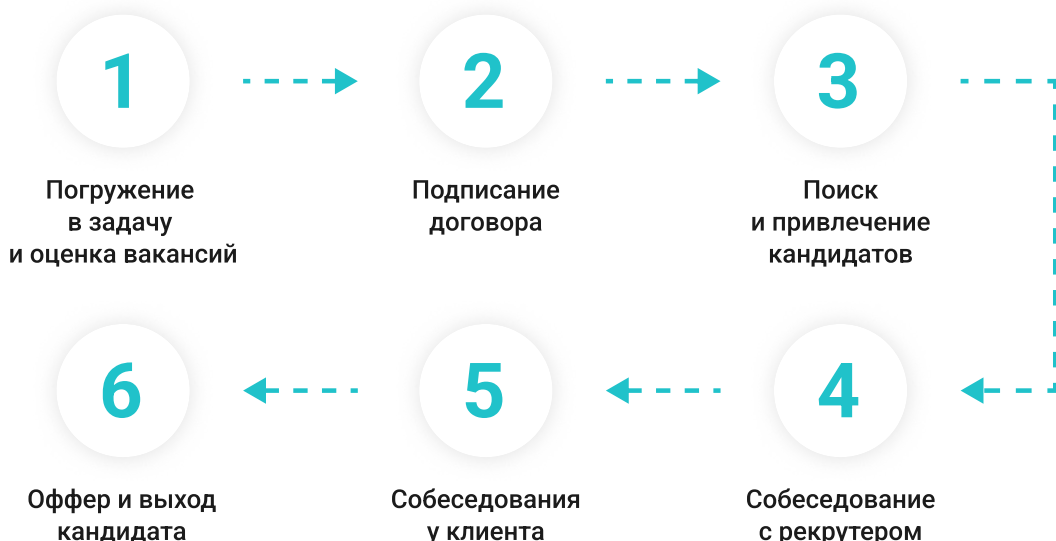 1
Погружение
в задачу
и оценка вакансий
2
Подписание
договора
3
Поиск
и привлечение
кандидатов
4
Собеседование
с рекрутером
5
Собеседования
у клиента
6
Оффер и выход
кандидата